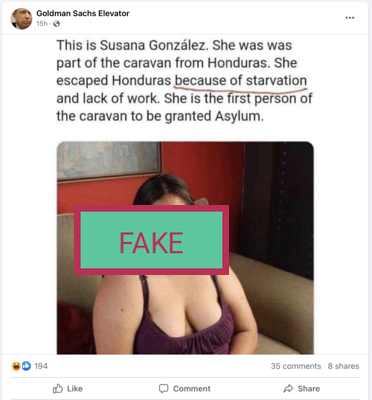 Goldman Sachs Elevator
15h ·
This is Susana González. She was was
part of the caravan from Honduras. She
escaped Honduras because of starvation
and lack of work. She is the first person of
the caravan to be granted Asylum.
FAKE
194
35 comments 8 shares
Like
Comment
Share